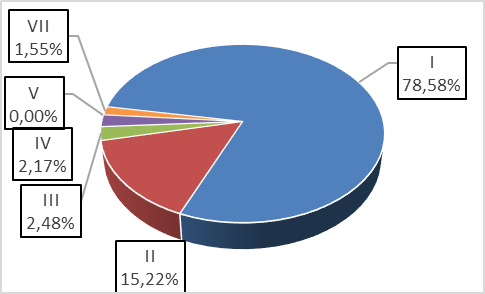 VII
1,55%
I
78,58%
V
0,00%
IV
2,17%
III
2,48%
II
15,22%